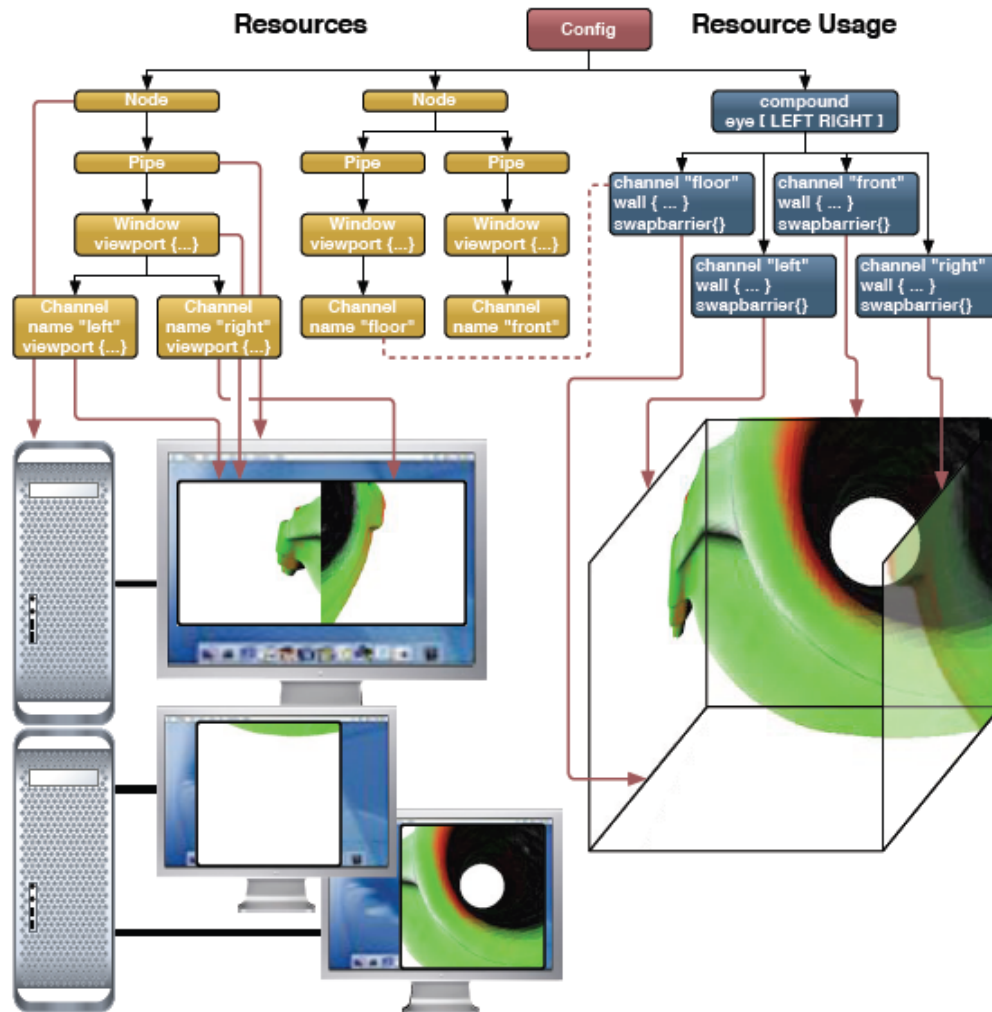 Resources
Config
Resource Usage
Node
Node
compound
eye [ LEFT RIGHT ]
Pipe
Pipe
Pipe
channel "floor"
wall { ... }
swapbarrier{}
channel "front"
wall { ... }
swapbarrier{}
Window
viewport {...}
Window
viewport {...}
Window
viewport {...}
channel "left"
wall { ... }
swapbarrier{}
channel "right"
wall { ... }
swapbarrier{}
Channel
name "left"
viewport {...}
Channel
name "right"
viewport {...}
Channel
name "floor"
Channel
name "front"